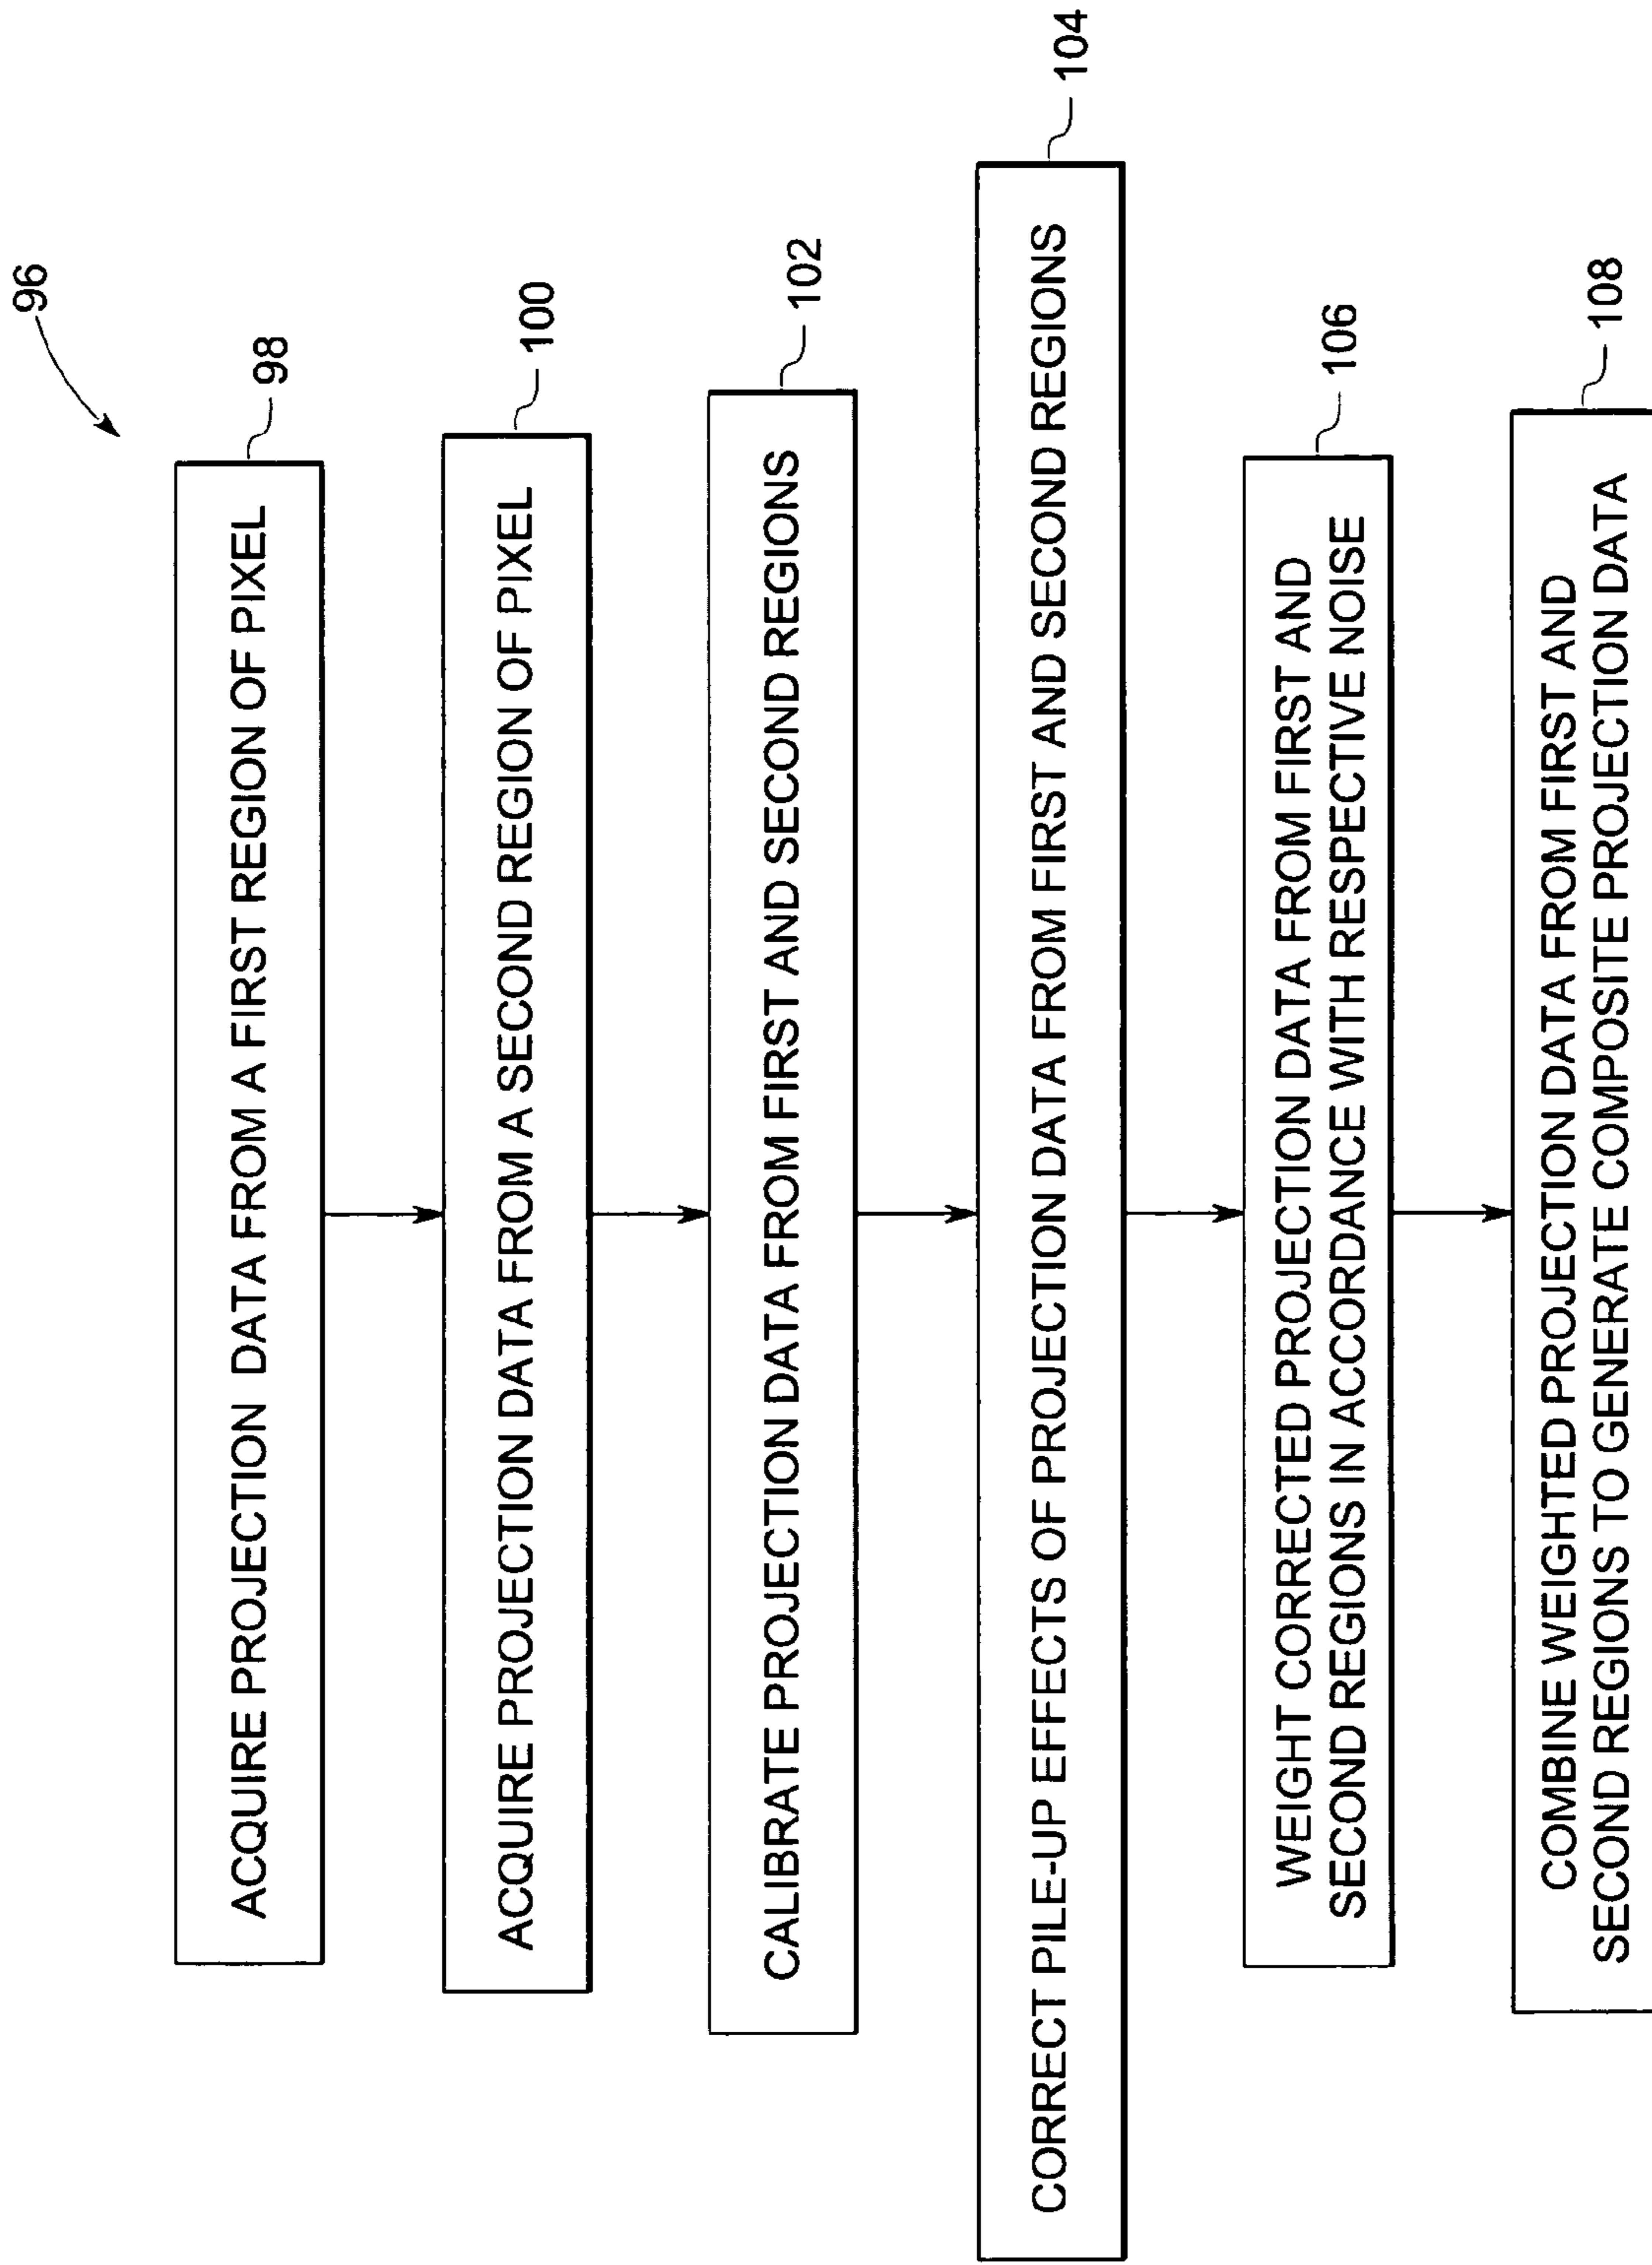 96
ACQUIRE PROJECTION DATA FROM A FIRST REGION OF PIXEL
98
ACQUIRE PROJECTION DATA FROM A SECOND REGION OF PIXEL
100
CALIBRATE PROJECTION DATA FROM FIRST AND SECOND REGIONS
102
CORRECT PILE-UP EFFECTS OF PROJECTION DATA FROM FIRST AND SECOND REGIONS
104
WEIGHT CORRECTED PROJECTION DATA FROM FIRST AND
SECOND REGIONS IN ACCORDANCE WITH RESPECTIVE NOISE
106
COMBINE WEIGHTED PROJECTION DATA FROM FIRST AND
SECOND REGIONS TO GENERATE COMPOSITE PROJECTION DATA
108